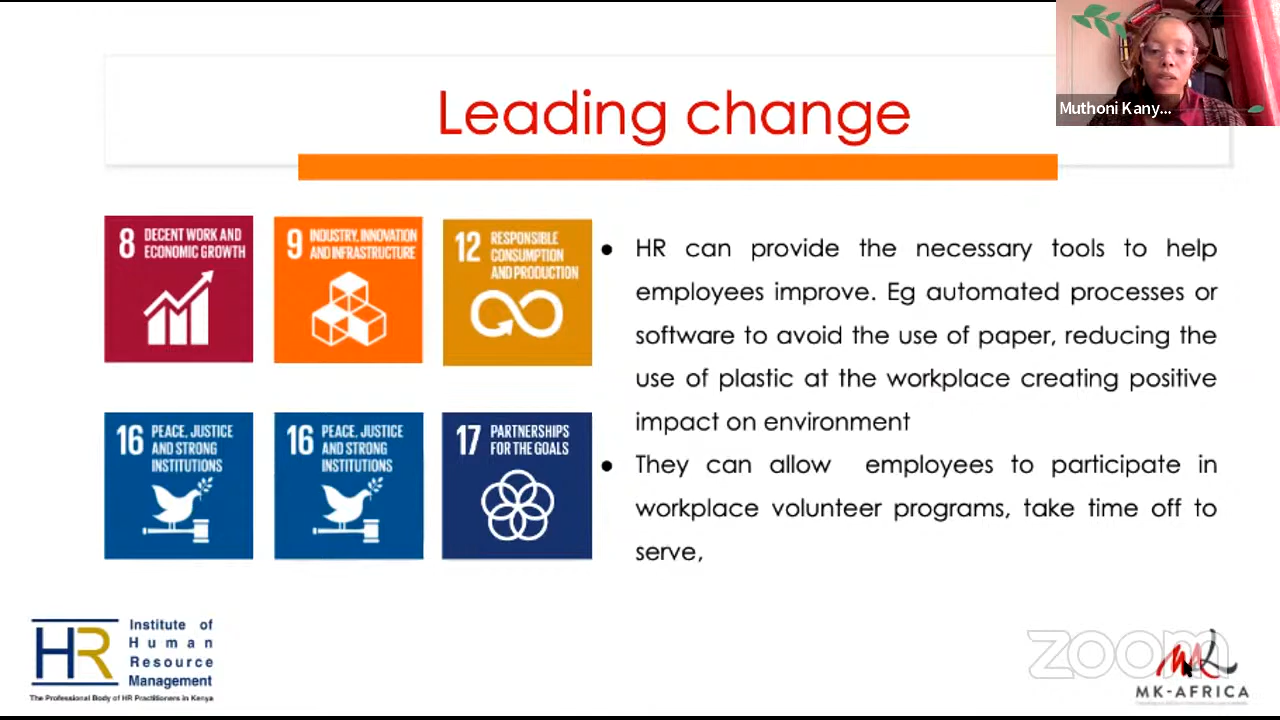 Muthoni Kany...
Leading change
8 DECENT WORK AND
ECONOMIC GROWTH
9 INDUSTRY, INNOVATION
AND INFRASTRUCTURE
12 RESPONSIBLE
CONSUMPTION
AND PRODUCTION
16 PEACE, JUSTICE
AND STRONG
INSTITUTIONS
16 PEACE, JUSTICE
AND STRONG
INSTITUTIONS
17 PARTNERSHIPS
FOR THE GOALS
● HR can provide the necessary tools to help
employees improve. Eg automated processes or
software to avoid the use of paper, reducing the
use of plastic at the workplace creating positive
impact on environment
● They can allow employees to participate in
workplace volunteer programs, take time off to
serve,
HR
Institute of
Human
Resource
Management
The Professional Body of HR Practitioners in Kenya
zoom
MK-AFRICA